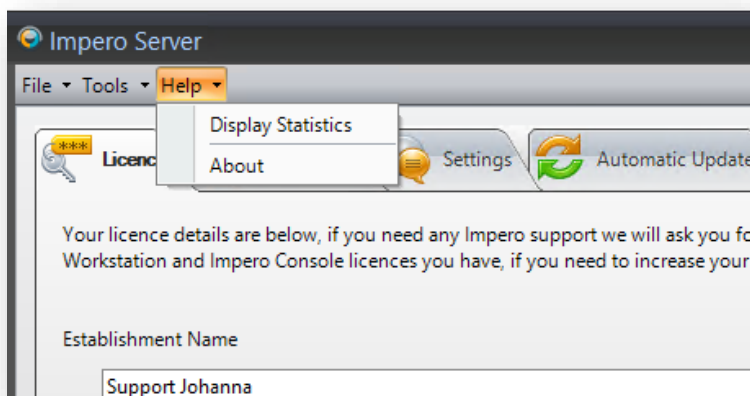 Impero Server
File Tools Help
Display Statistics
About
*** Licenc Settings Automatic Update
Your licence details are below, if you need any Impero support we will ask you fo
Workstation and Impero Console licences you have, if you need to increase your
Establishment Name
Support Johanna